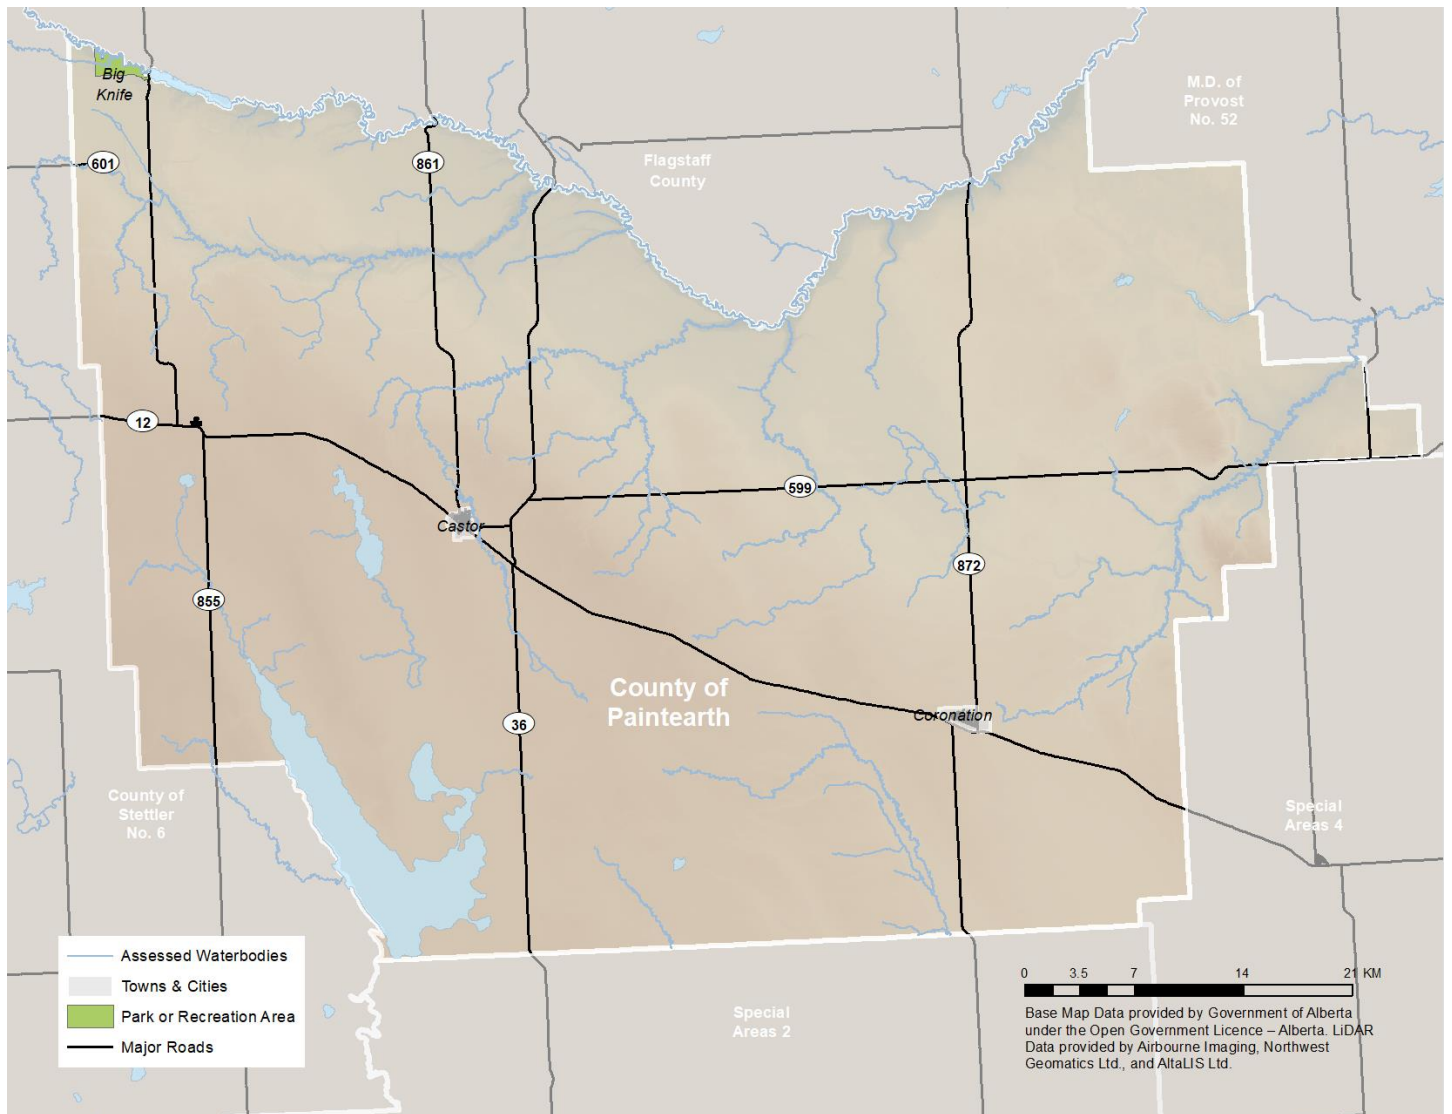 Big
Knife
M.D. of
Provost
No. 52
601
861
Flagstaff
County
12
599
Castor
872
855
County of
Paintearth
36
Coronation
County of
Stettler
No. 6
Special
Areas 4
Assessed Waterbodies
Towns & Cities
Park or Recreation Area
Major Roads
Special
Areas 2
0 3.5 7 14 21 KM
Base Map Data provided by Government of Alberta
under the Open Government Licence – Alberta. LiDAR
Data provided by Airbourne Imaging, Northwest
Geomatics Ltd., and AltaLIS Ltd.